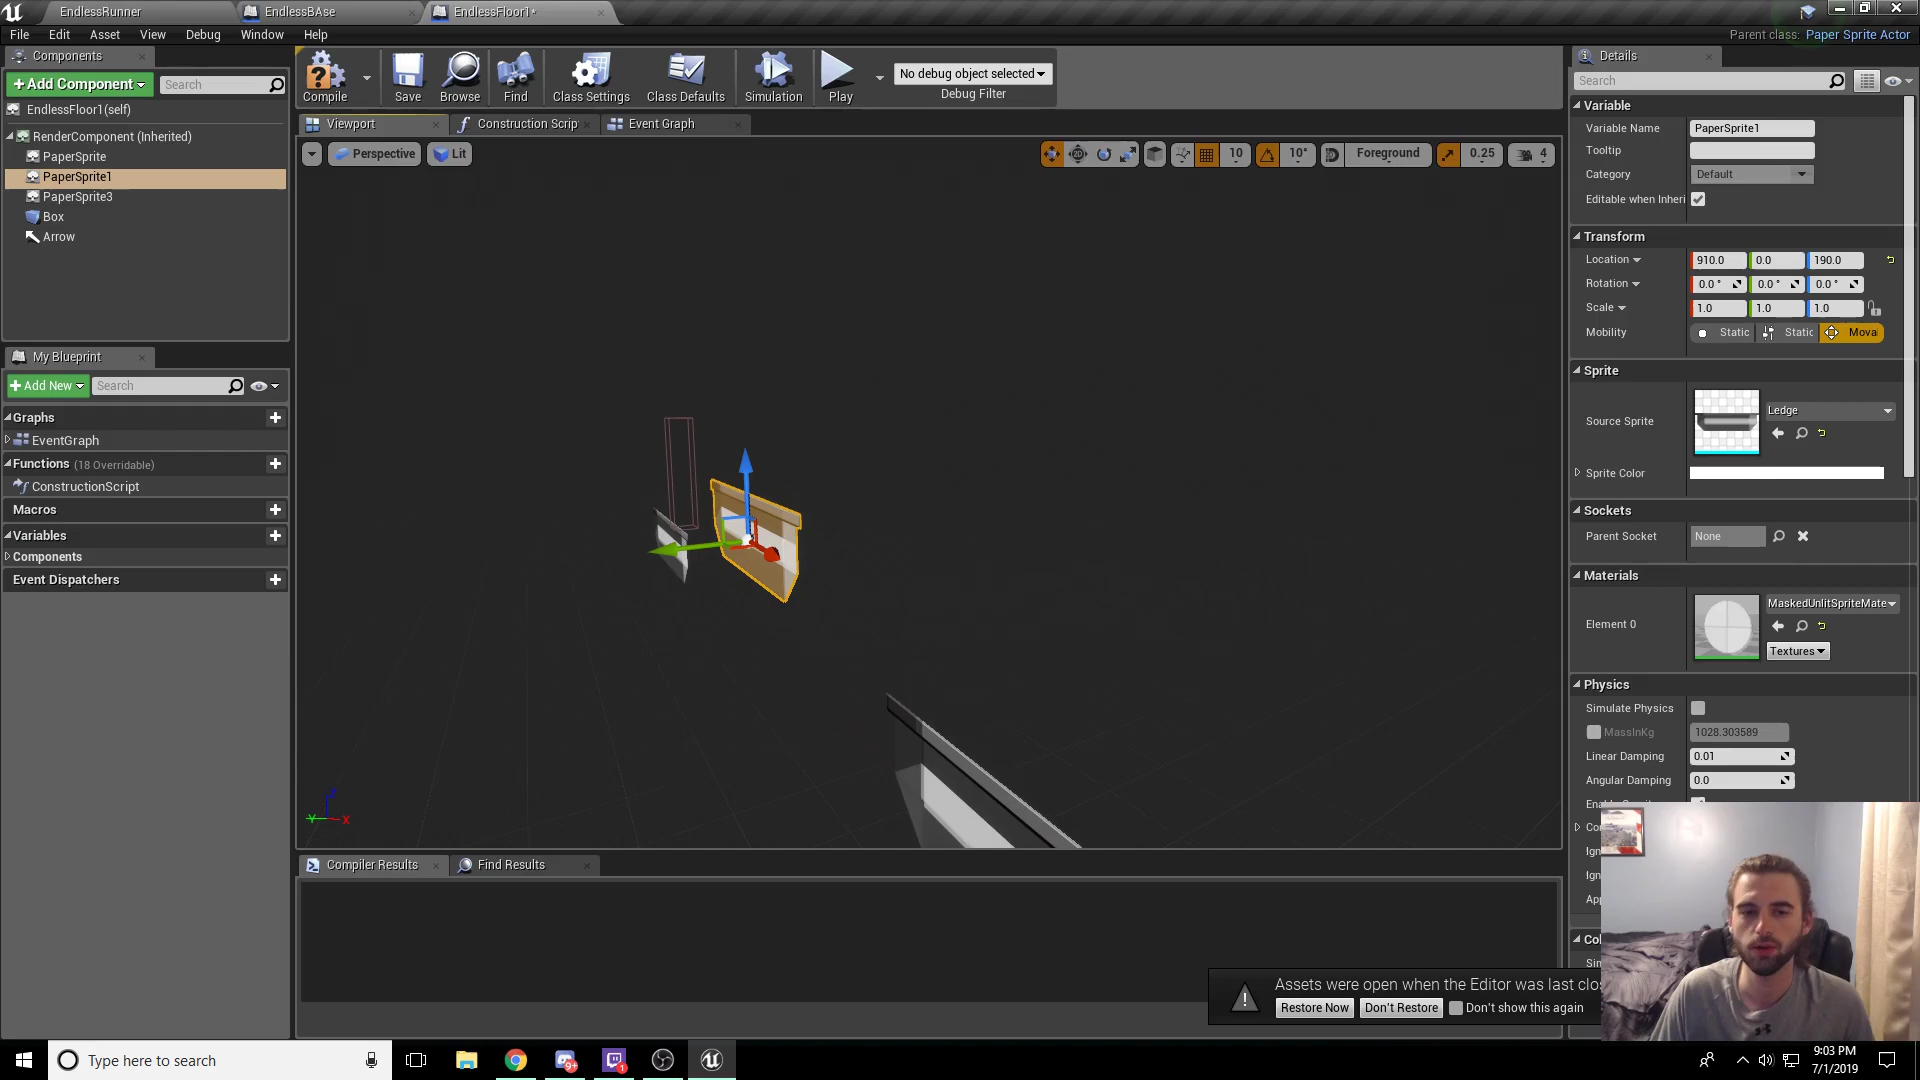 EndlessRunner
EndlessBAse
EndlessFloor1*
File
Edit
Asset
View
Debug
Window
Help
Parent class: Paper Sprite Actor
Components
+Add Component
Search
EndlessFloor1(self)
RenderComponent (Inherited)
PaperSprite
PaperSprite1
PaperSprite3
Box
Arrow
My Blueprint
+Add New
Search
Graphs
EventGraph
Functions (18 Overridable)
ConstructionScript
Macros
Variables
Components
Event Dispatchers
Compile
Save
Browse
Find
Class Settings
Class Defaults
Simulation
Play
No debug object selected
Debug Filter
Viewport
Construction Scrip
Event Graph
Perspective
Lit
10
10°
Foreground
0.25
4
Z
Y
X
Compiler Results
Find Results
Details
Search
Variable
Variable Name
PaperSprite1
Tooltip
Category
Default
Editable when Inheri
Transform
Location
910.0
0.0
190.0
Rotation
0.0 °
0.0 °
0.0 °
Scale
1.0
1.0
1.0
Mobility
Static
Static
Mova
Sprite
Source Sprite
Ledge
Sprite Color
Sockets
Parent Socket
None
Materials
Element 0
MaskedUnlitSpriteMate
Textures
Physics
Simulate Physics
MassInKg
1028.303589
Linear Damping
0.01
Angular Damping
0.0
Co
Ign
Ign
Ap
Col
Sim
Assets were open when the Editor was last clos
Restore Now
Don't Restore
Don't show this again
Type here to search
9+
1
9:03 PM
7/1/2019